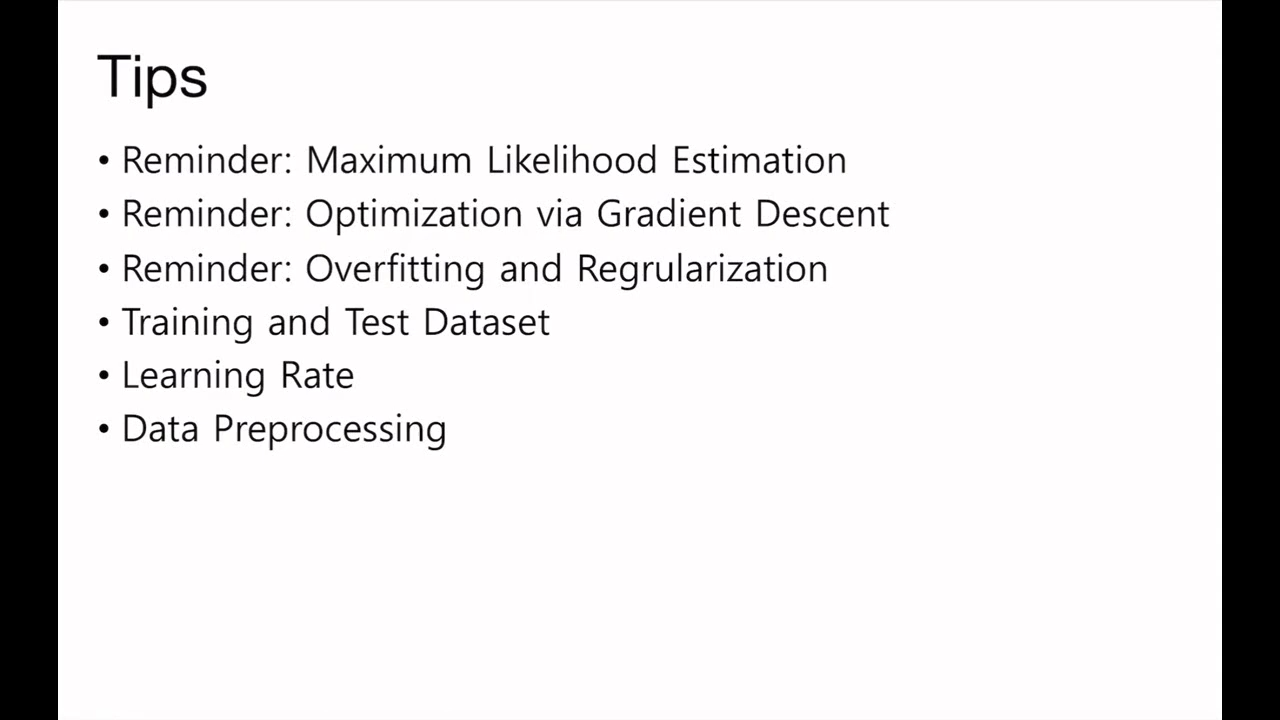 Tips
• Reminder: Maximum Likelihood Estimation
• Reminder: Optimization via Gradient Descent
• Reminder: Overfitting and Regrularization
• Training and Test Dataset
• Learning Rate
• Data Preprocessing